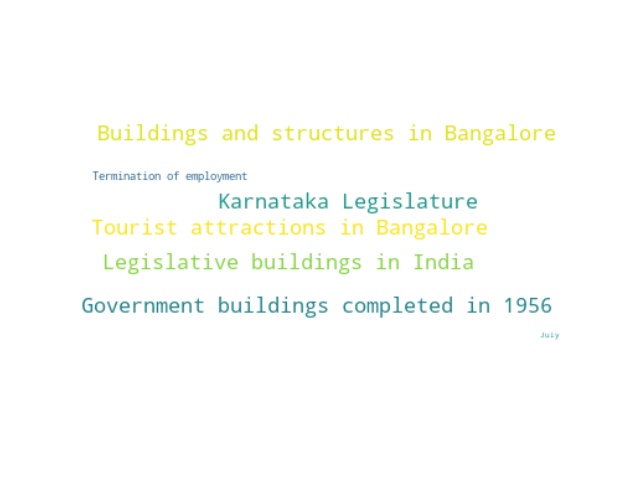 Buildings and structures in Bangalore
Termination of employment
Karnataka Legislature
Tourist attractions in Bangalore
Legislative buildings in India
Government buildings completed in 1956
July